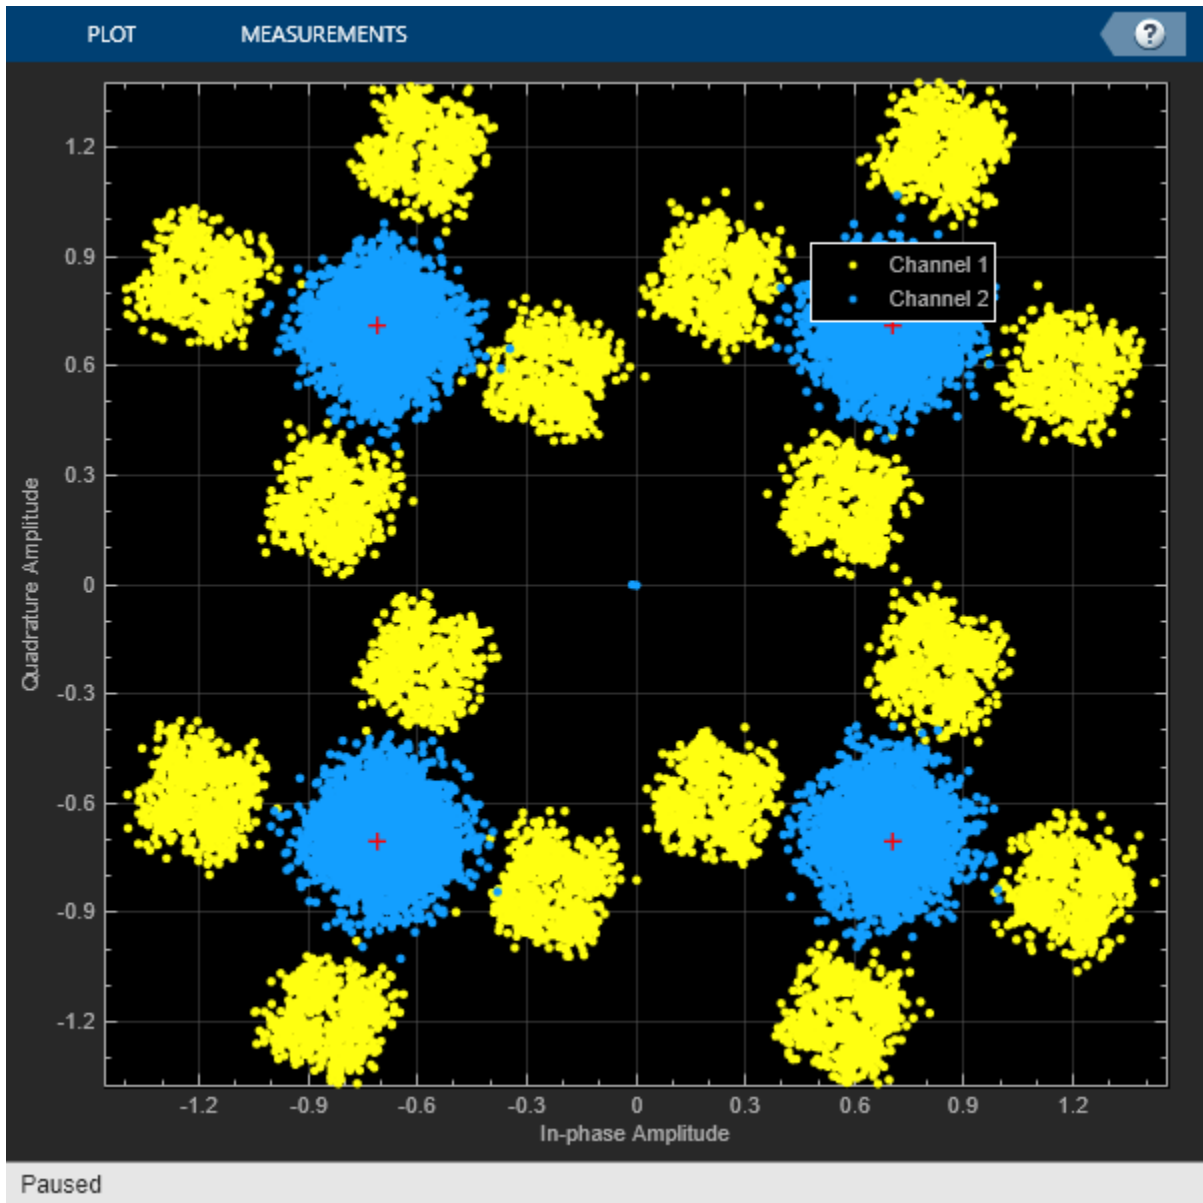 PLOT MEASUREMENTS ?
1.2
0.9
Channel 1
Channel 2
0.6
0.3
0
-0.3
-0.6
-0.9
-1.2
Quadrature Amplitude
-1.2 -0.9 -0.6 -0.3 0 0.3 0.6 0.9 1.2
In-phase Amplitude
Paused